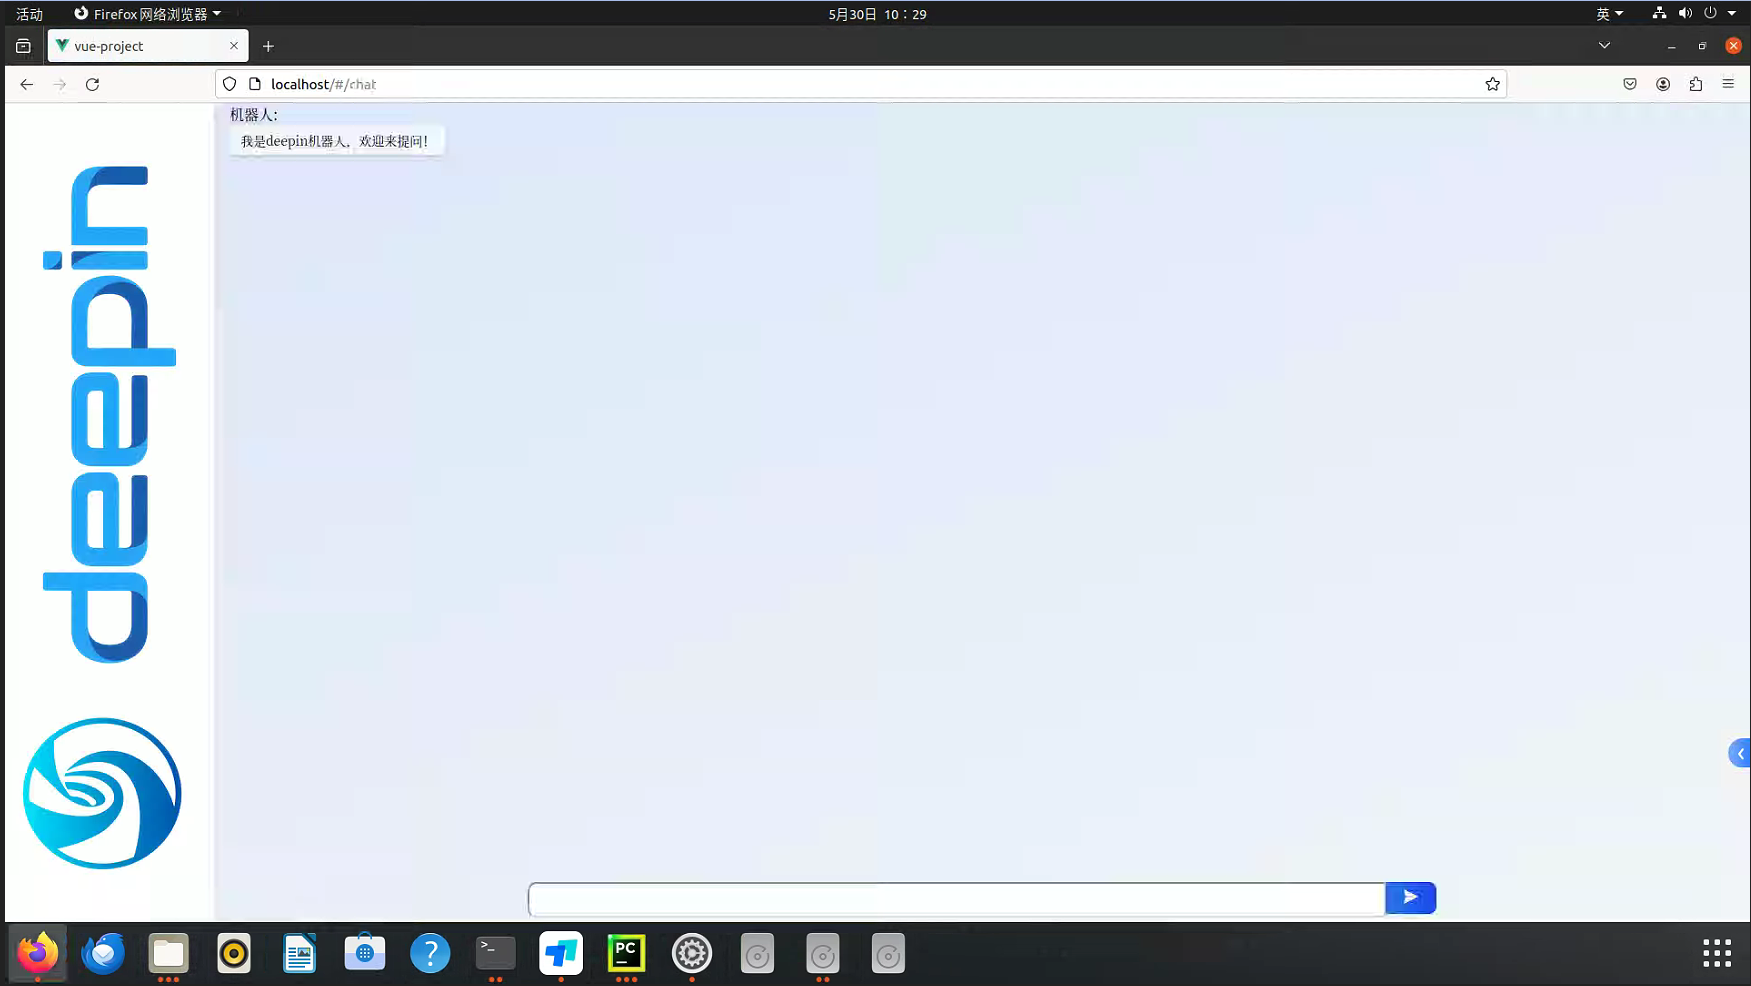 活动
Firefox 网络浏览器
5月30日 10：29
英
vue-project
localhost/#/chat
机器人:
我是deepin机器人，欢迎来提问！
deepin
>_
?
PC